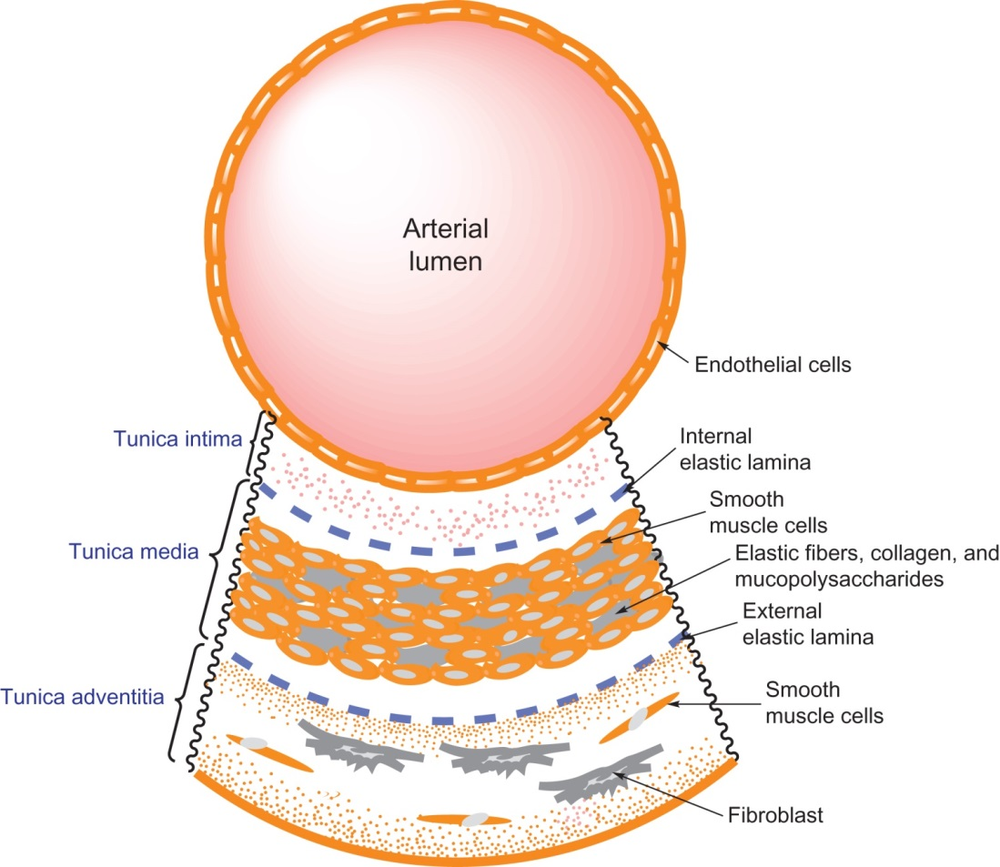 Arterial
lumen
Endothelial cells
Tunica intima
Internal
elastic lamina
Smooth
muscle cells
Tunica media
Elastic fibers, collagen, and
mucopolysaccharides
External
elastic lamina
Tunica adventitia
Smooth
muscle cells
Fibroblast